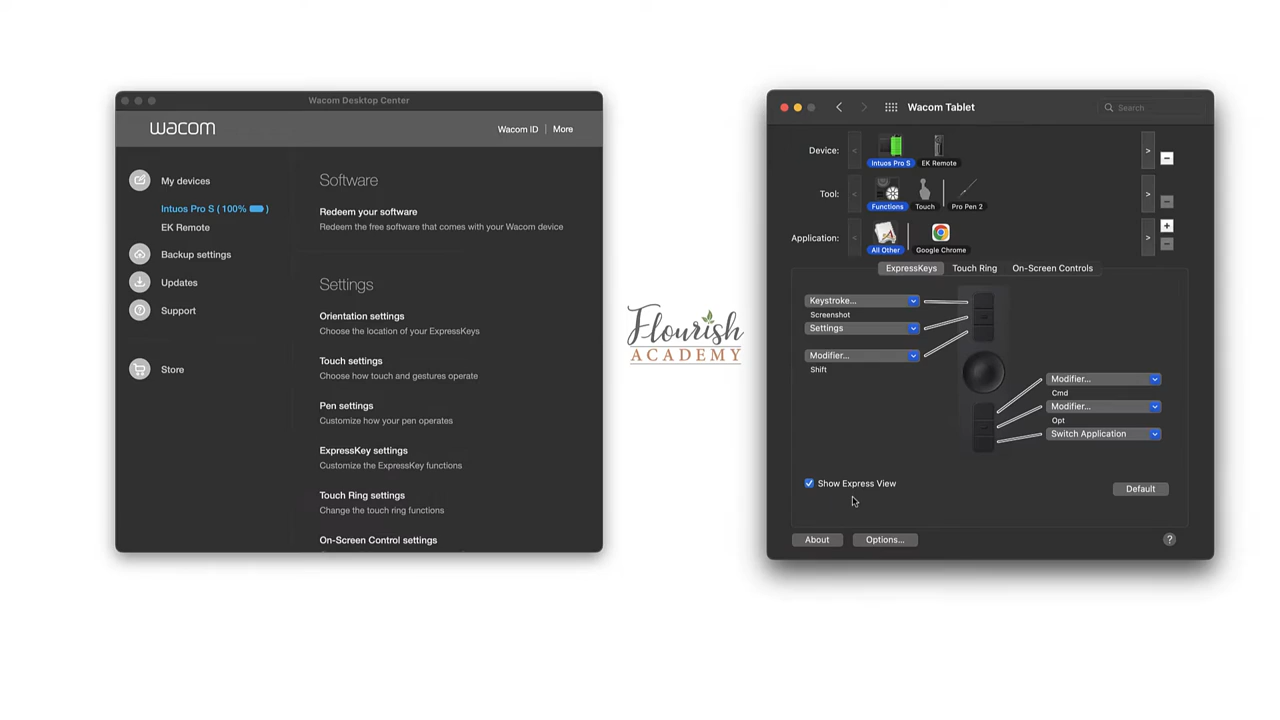 Wacom Desktop Center
wacom
Wacom ID | More
My devices
Intuos Pro S ( 100% )
EK Remote
Backup settings
Updates
Support
Store
Software
Redeem your software
Redeem the free software that comes with your Wacom device
Settings
Orientation settings
Choose the location of your ExpressKeys
Touch settings
Choose how touch and gestures operate
Pen settings
Customize how your pen operates
ExpressKey settings
Customize the ExpressKey functions
Touch Ring settings
Change the touch ring functions
On-Screen Control settings
Flourish
ACADEMY
Wacom Tablet
Search
Device:
Intuos Pro S
EK Remote
Tool:
Functions
Touch
Pro Pen 2
Application:
All Other
Google Chrome
ExpressKeys
Touch Ring
On-Screen Controls
Keystroke...
Screenshot
Settings
Modifier...
Shift
Modifier...
Cmd
Modifier...
Opt
Switch Application
Show Express View
Default
About
Options...
?